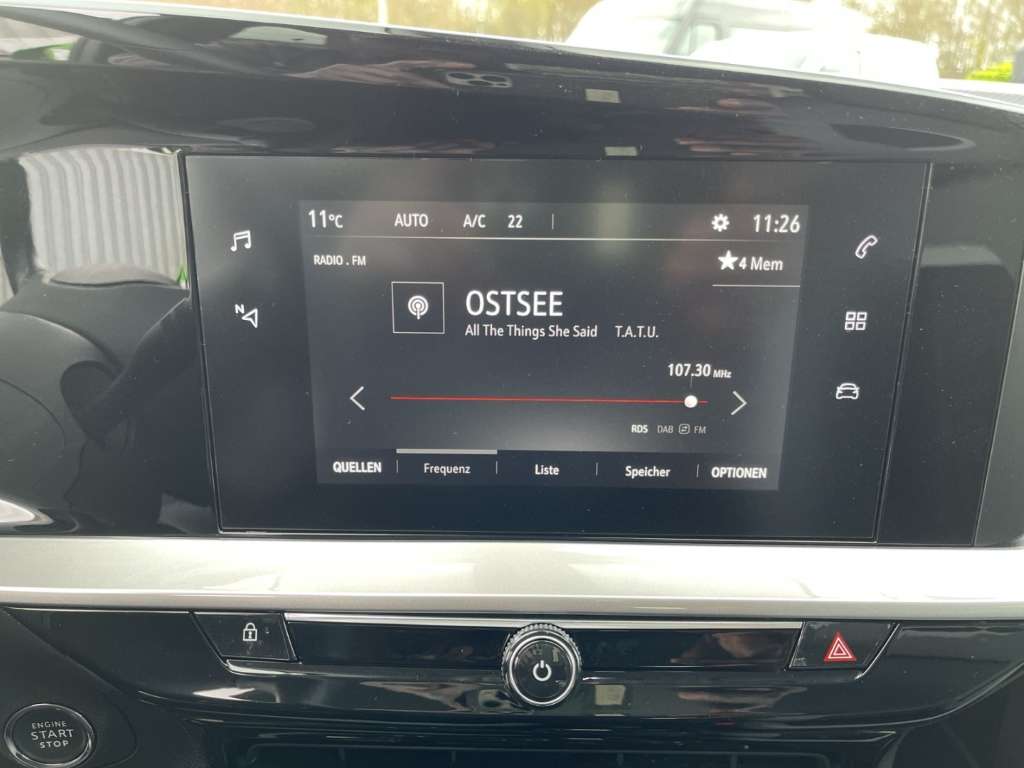 11°C AUTO A/C 22 11:26
RADIO . FM
4 Mem
OSTSEE
All The Things She Said T.A.T.U.
N
107.30 MHz
RDS DAB FM
QUELLEN Frequenz Liste Speicher OPTIONEN
ENGINE
START
STOP